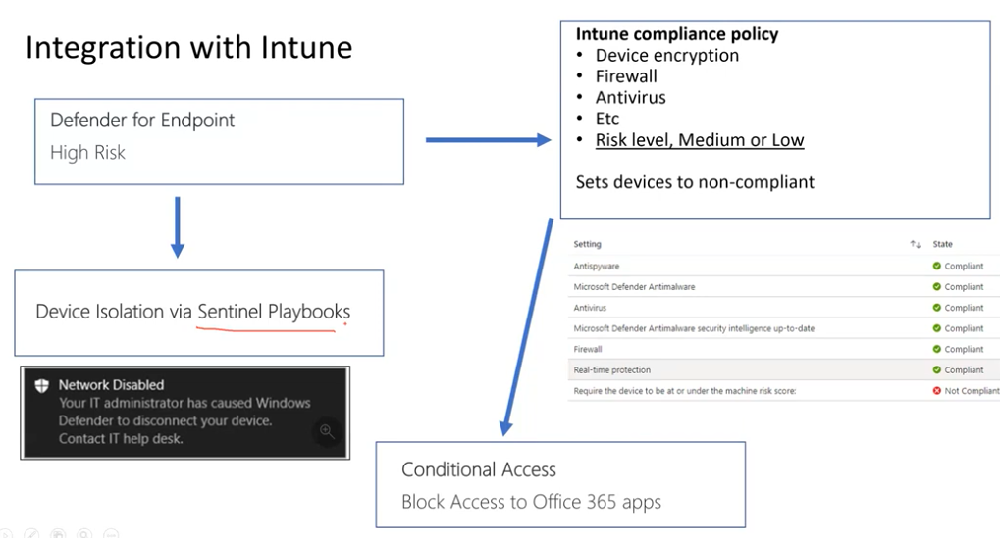 Integration with Intune
Defender for Endpoint
High Risk
Device Isolation via Sentinel Playbooks
Network Disabled
Your IT administrator has caused Windows
Defender to disconnect your device.
Contact IT help desk.
Intune compliance policy
• Device encryption
• Firewall
• Antivirus
• Etc
• Risk level, Medium or Low
Sets devices to non-compliant
Setting ↑↓ State
Antispyware Compliant
Microsoft Defender Antimalware Compliant
Antivirus Compliant
Microsoft Defender Antimalware security intelligence up-to-date Compliant
Firewall Compliant
Real-time protection Compliant
Require the device to be at or under the machine risk score: Not Compliant
Conditional Access
Block Access to Office 365 apps